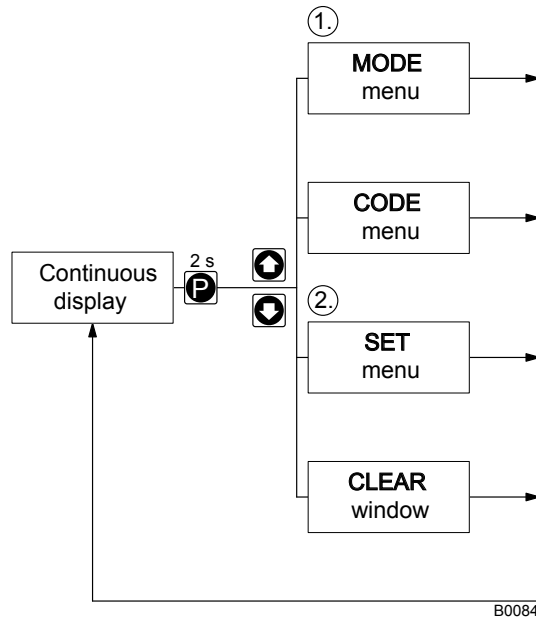 1.
MODE
menu
CODE
menu
2 s
P
Continuous
display
2.
SET
menu
CLEAR
window
B0084